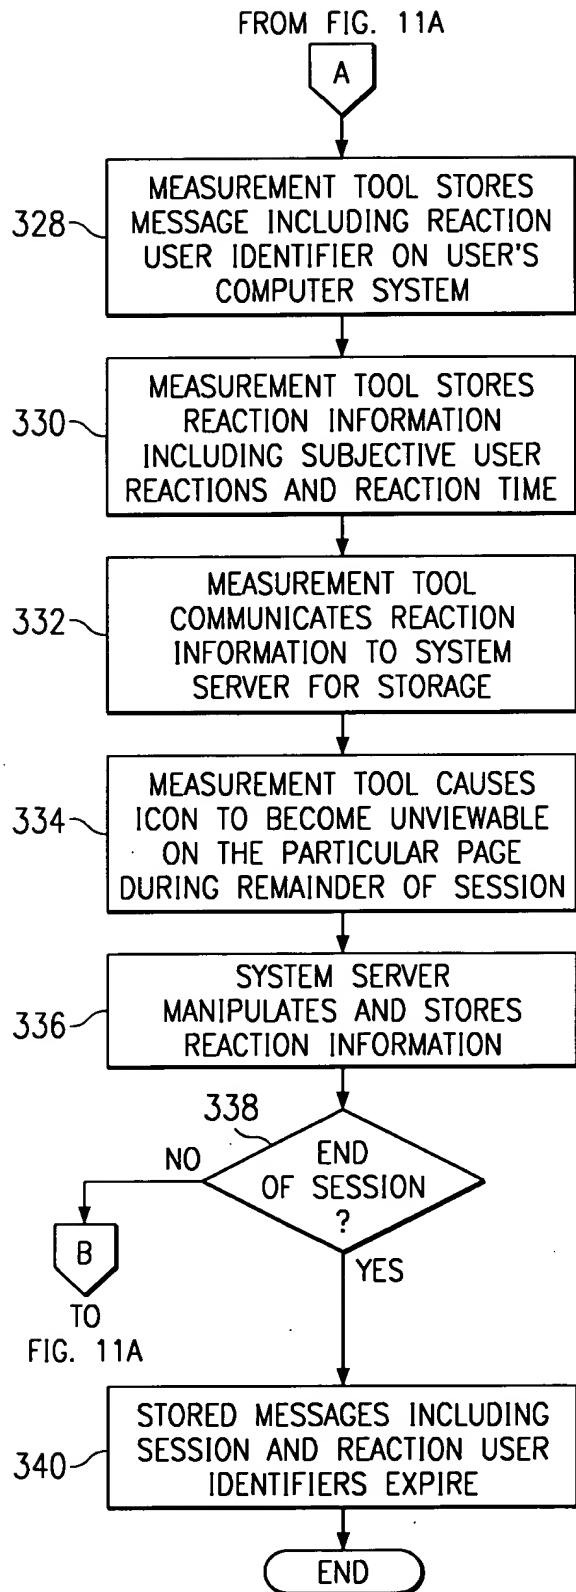 FROM FIG. 11A
A
328
MEASUREMENT TOOL STORES
MESSAGE INCLUDING REACTION
USER IDENTIFIER ON USER'S
COMPUTER SYSTEM
330
MEASUREMENT TOOL STORES
REACTION INFORMATION
INCLUDING SUBJECTIVE USER
REACTIONS AND REACTION TIME
332
MEASUREMENT TOOL
COMMUNICATES REACTION
INFORMATION TO SYSTEM
SERVER FOR STORAGE
334
MEASUREMENT TOOL CAUSES
ICON TO BECOME UNVIEWABLE
ON THE PARTICULAR PAGE
DURING REMAINDER OF SESSION
336
SYSTEM SERVER
MANIPULATES AND STORES
REACTION INFORMATION
338
END
OF SESSION
?
NO
B
TO
FIG. 11A
YES
340
STORED MESSAGES INCLUDING
SESSION AND REACTION USER
IDENTIFIERS EXPIRE
END